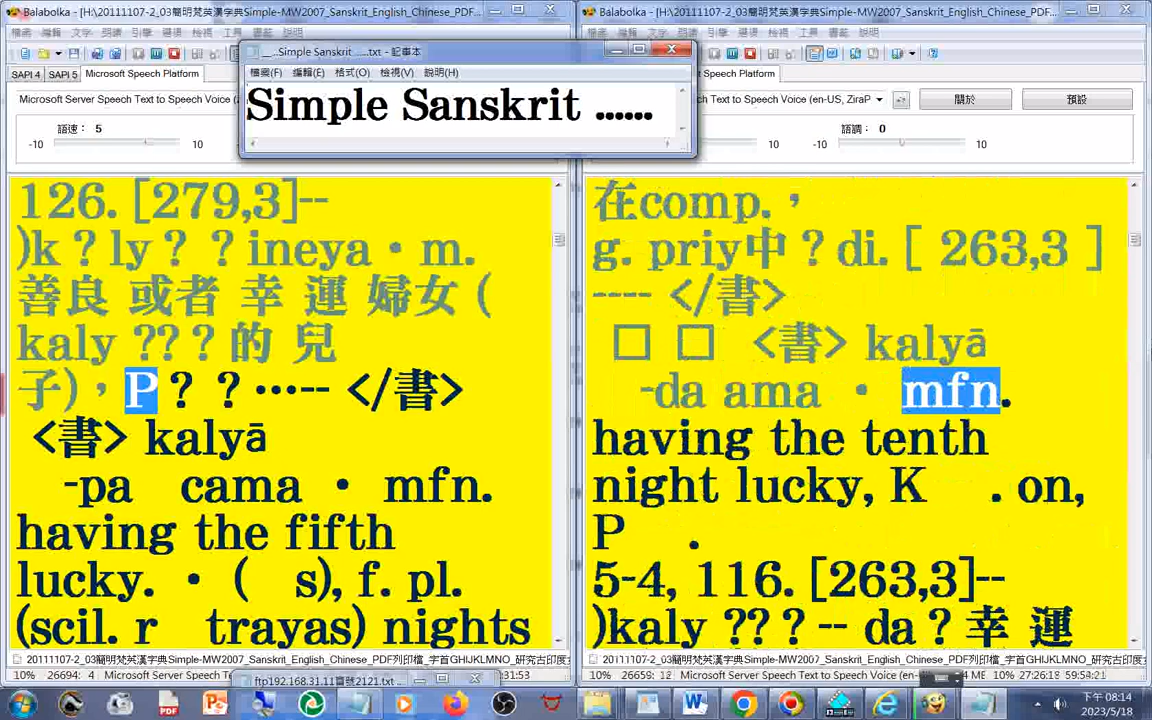 Balabolka - [H:\20111107-2_03簡明梵英漢字典Simple-MW2007_Sanskrit_English_Chinese_PDF...
Balabolka - [H:\20111107-2_03簡明梵英漢字典Simple-MW2007_Sanskrit_English_Chinese_PDF...
__...Simple Sanskrit ......txt - 記事本
檔案(F) 編輯(E) 格式(O) 檢視(V) 說明(H)
Simple Sanskrit ......
SAPI 4 SAPI 5 Microsoft Speech Platform
t Speech Platform
Microsoft Server Speech Text to Speech Voice (z
ch Text to Speech Voice (en-US, ZiraP
關於
預設
語速： 5
語調： 0
-10 10
10 -10 10
126. [279,3]--
)k ? ly ? ? ineya • m.
善良 或者 幸 運 婦女 (
kaly ?? ? 的 兒
子)，P ? ? …-- </書>
<書> kalyā
-pa cama • mfn.
having the fifth
lucky. • ( s), f. pl.
(scil. r trayas) nights
在comp.，
g. priy中 ? di. [ 263,3 ]
---- </書>
□ □ <書> kalyā
-da ama • mfn.
having the tenth
night lucky, K . on,
P .
5-4, 116. [263,3]--
)kaly ?? ? -- da ? 幸 運
20111107-2_03簡明梵英漢字典Simple-MW2007_Sanskrit_English_Chinese_PDF列印檔_字首GHIJKLMNO_研究古印度
20111107-2_03簡明梵英漢字典Simple-MW2007_Sanskrit_English_Chinese_PDF列印檔_字首GHIJKLMNO_研究古印度
10% 26694: 4 Microsoft Se
ftp192.168.31.11埠號2121.txt ...
31:53
10% 26659: 12 Microsoft Server Speech Text to Speech Voi
10% 27:26:18 59:54:21
下午 08:14
2023/5/18